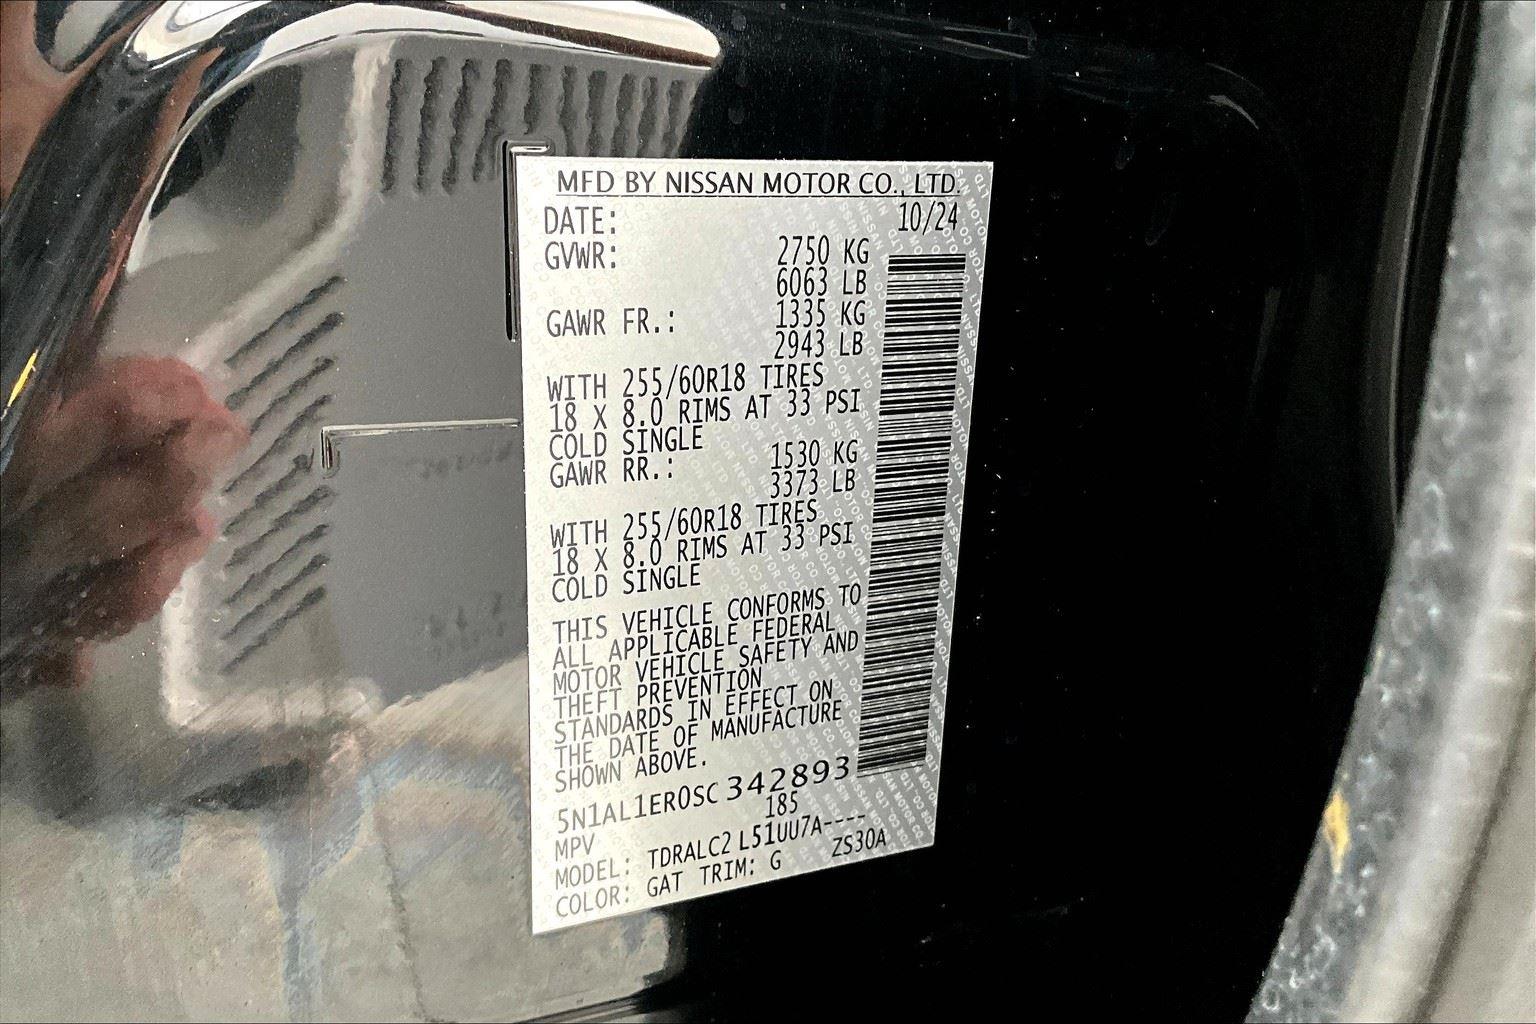 MFD BY NISSAN MOTOR CO., LTD.
DATE: 10/24
GVWR: 2750 KG
6063 LB
GAWR FR.: 1335 KG
2943 LB
WITH 255/60R18 TIRES
18 X 8.0 RIMS AT 33 PSI
COLD SINGLE
GAWR RR.: 1530 KG
3373 LB
WITH 255/60R18 TIRES
18 X 8.0 RIMS AT 33 PSI
COLD SINGLE
THIS VEHICLE CONFORMS TO
ALL APPLICABLE FEDERAL
MOTOR VEHICLE SAFETY AND
THEFT PREVENTION
STANDARDS IN EFFECT ON
THE DATE OF MANUFACTURE
SHOWN ABOVE.
5N1AL1ER0SC342893
MPV 185
MODEL: TDRALC2 L51UU7A----
COLOR: GAT TRIM: G ZS30A